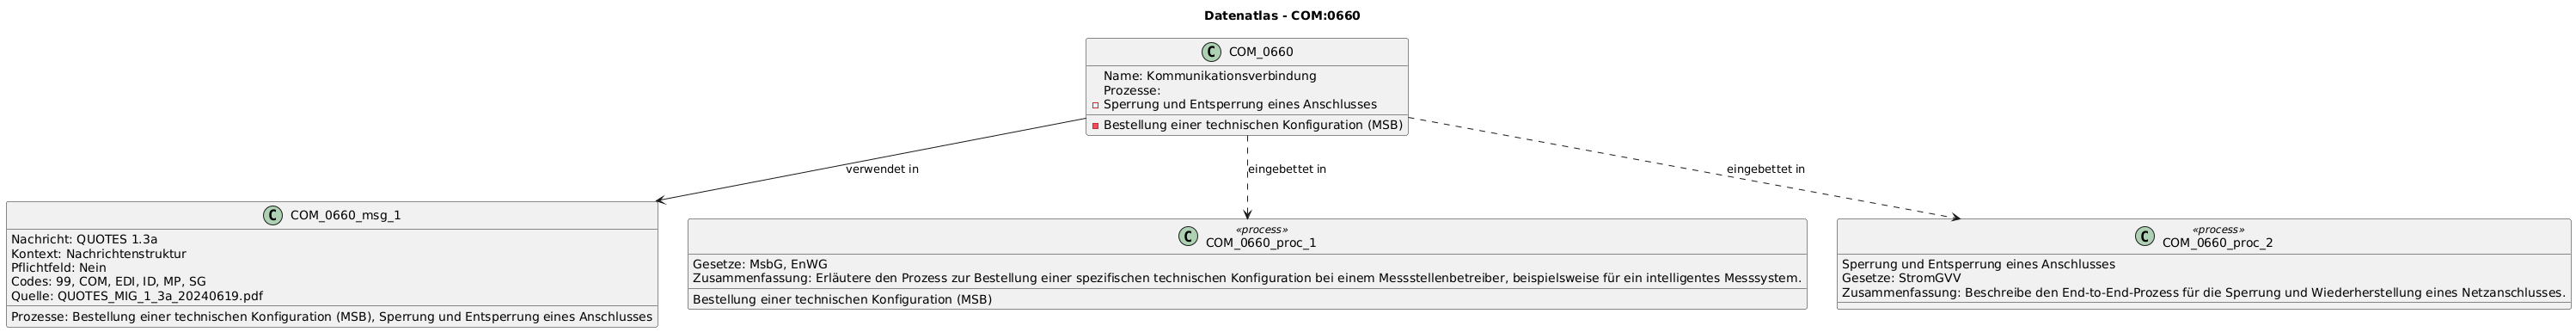 Datenatlas - COM:0660
C COM_0660
Name: Kommunikationsverbindung
Prozesse:
Sperrung und Entsperrung eines Anschlusses
Bestellung einer technischen Konfiguration (MSB)
verwendet in
eingebettet in
eingebettet in
C COM_0660_msg_1
Nachricht: QUOTES 1.3a
Kontext: Nachrichtenstruktur
Pflichtfeld: Nein
Codes: 99, COM, EDI, ID, MP, SG
Quelle: QUOTES_MIG_1_3a_20240619.pdf
Prozesse: Bestellung einer technischen Konfiguration (MSB), Sperrung und Entsperrung eines Anschlusses
«process»
C COM_0660_proc_1
Gesetze: MsbG, EnWG
Zusammenfassung: Erläutere den Prozess zur Bestellung einer spezifischen technischen Konfiguration bei einem Messstellenbetreiber, beispielsweise für ein intelligentes Messsystem.
Bestellung einer technischen Konfiguration (MSB)
«process»
C COM_0660_proc_2
Sperrung und Entsperrung eines Anschlusses
Gesetze: StromGVV
Zusammenfassung: Beschreibe den End-to-End-Prozess für die Sperrung und Wiederherstellung eines Netzanschlusses.